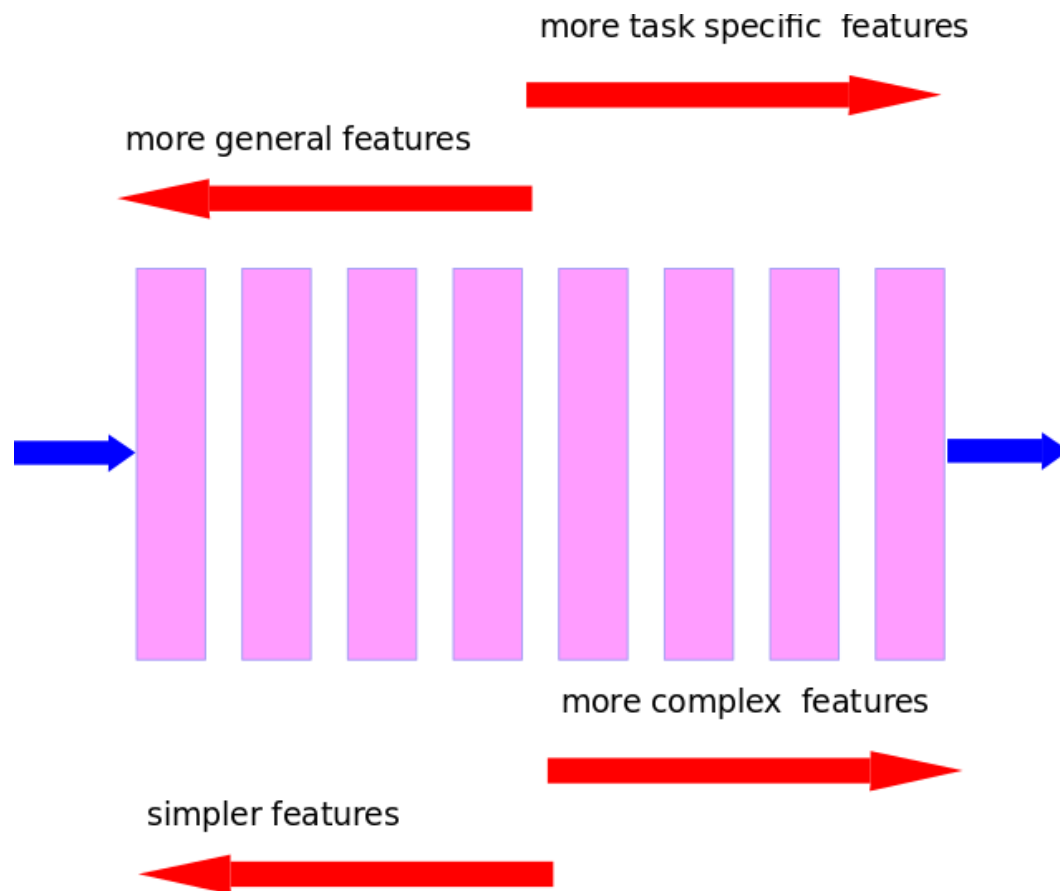 more task specific  features
more general features
more complex  features
simpler features